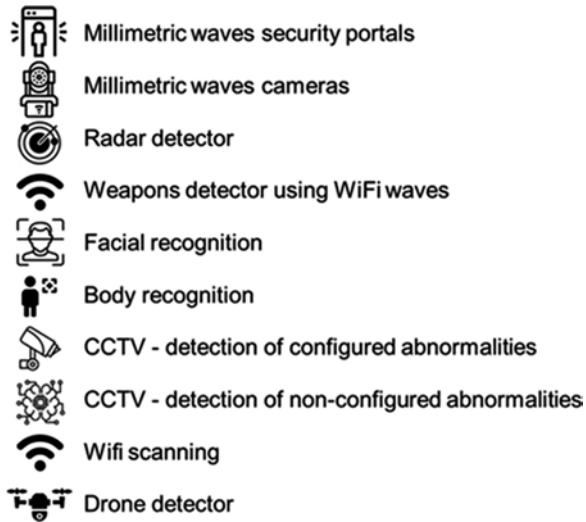 Millimetric waves security portals
Millimetric waves cameras
Radar detector
Weapons detector using WiFi waves
Facial recognition
Body recognition
CCTV - detection of configured abnormalities
CCTV - detection of non-configured abnormalities
Wifi scanning
Drone detector